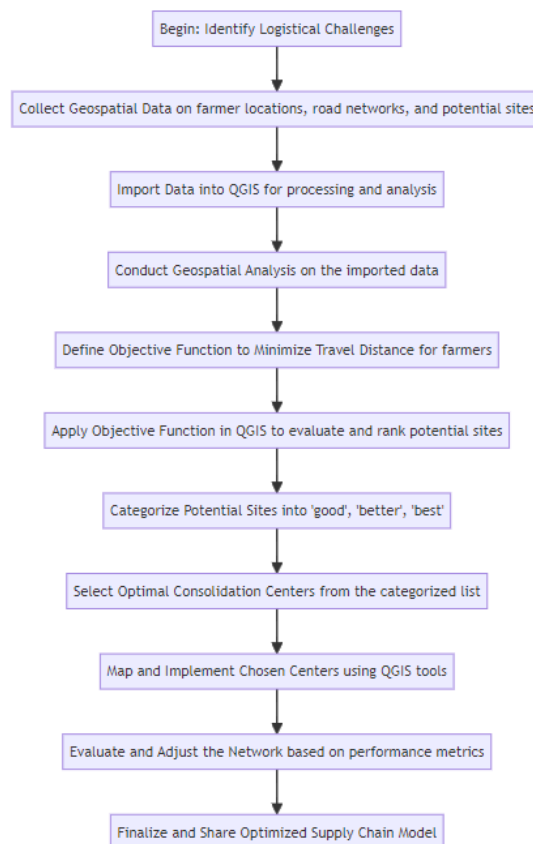 Begin: Identify Logistical Challenges
Collect Geospatial Data on farmer locations, road networks, and potential sites
Import Data into QGIS for processing and analysis
Conduct Geospatial Analysis on the imported data
Define Objective Function to Minimize Travel Distance for farmers
Apply Objective Function in QGIS to evaluate and rank potential sites
Categorize Potential Sites into 'good', 'better', 'best'
Select Optimal Consolidation Centers from the categorized list
Map and Implement Chosen Centers using QGIS tools
Evaluate and Adjust the Network based on performance metrics
Finalize and Share Optimized Supply Chain Model